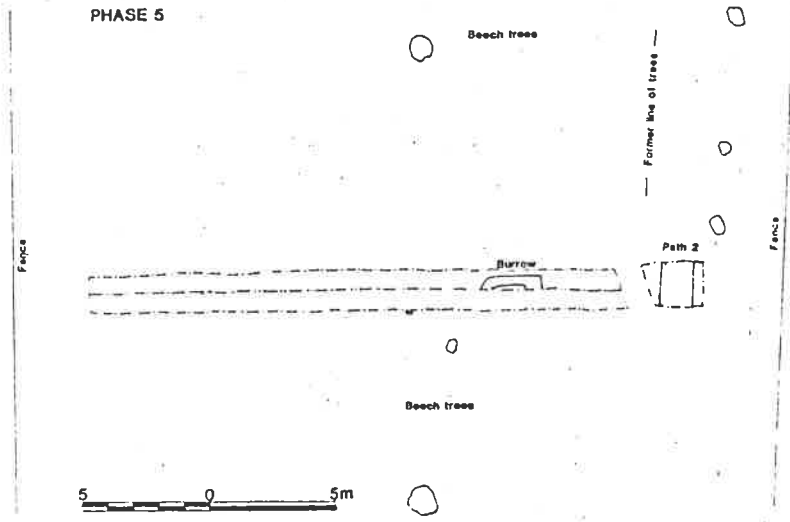 PHASE 5
Beech trees
Former line of trees
Fence
Burrow
Path 2
Fence
Beech trees
5 0 5m